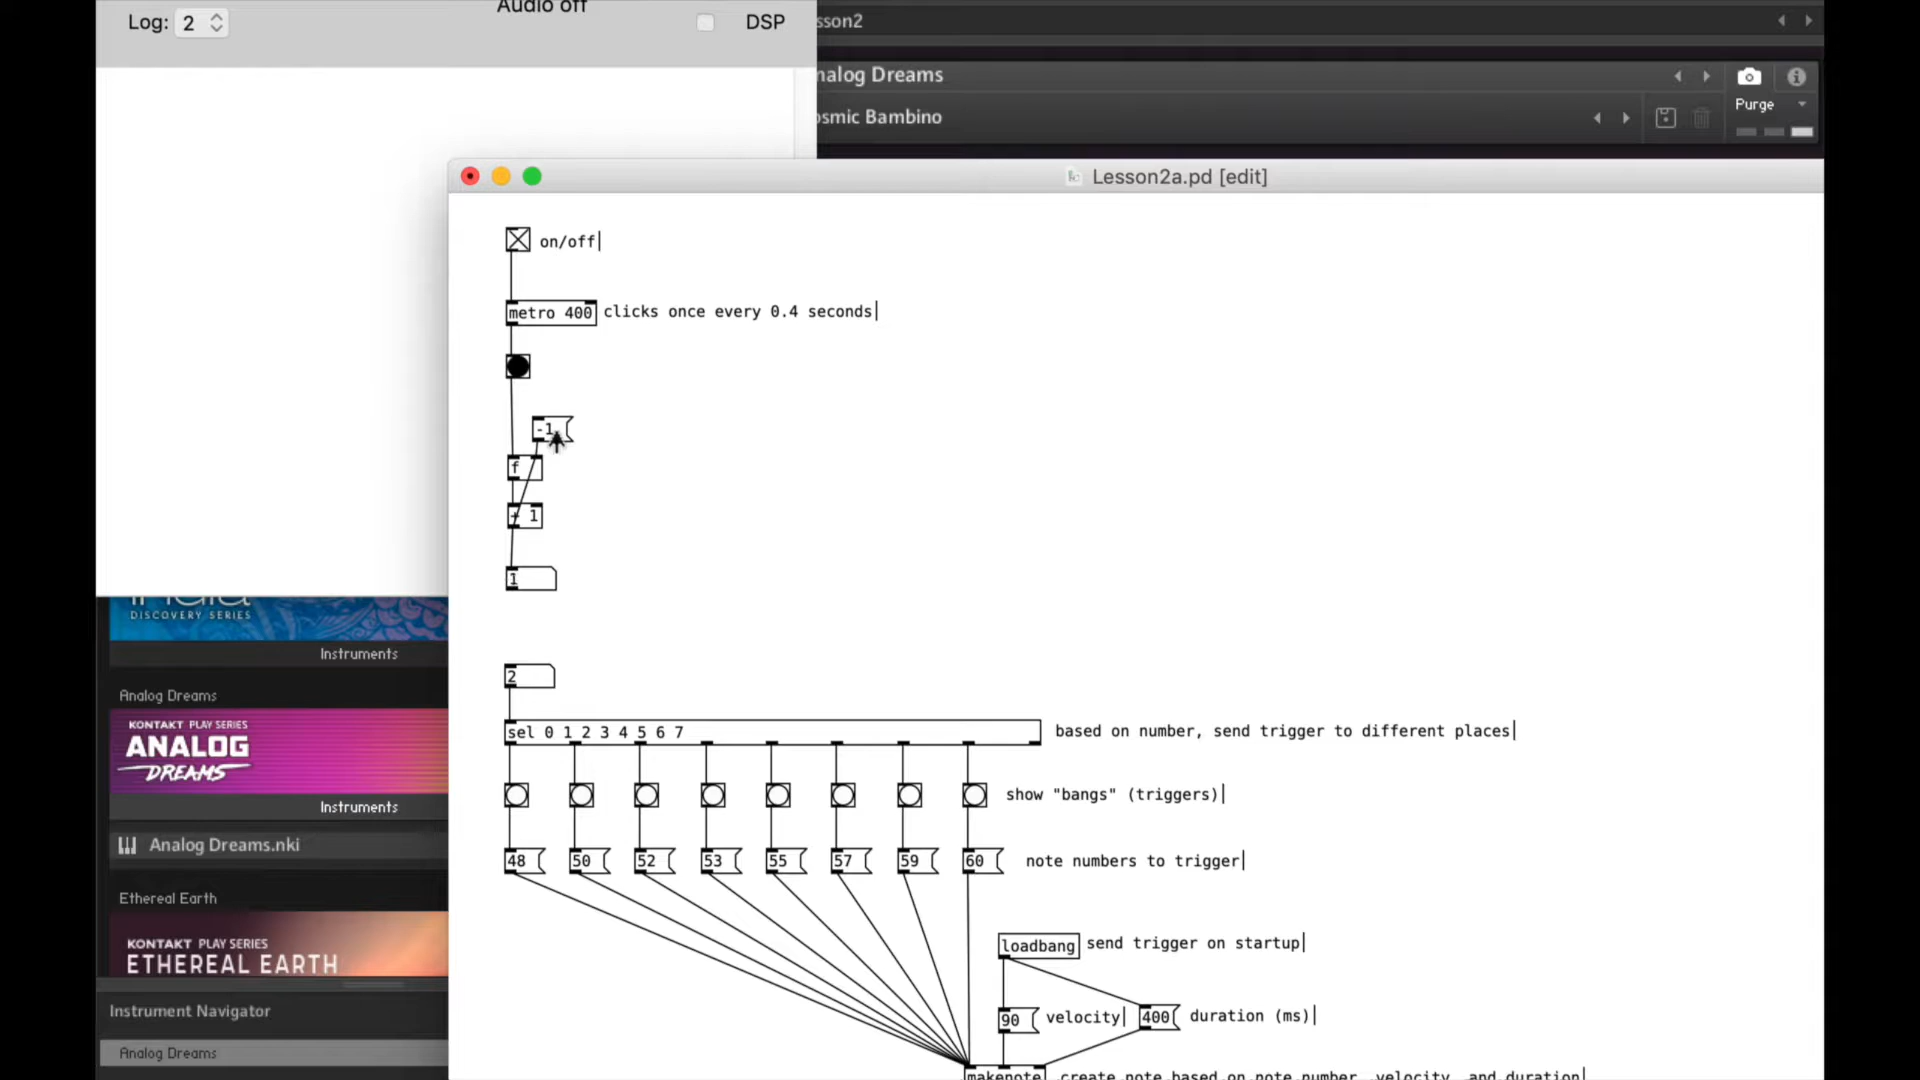 Audio off
Log: 2
DSP
sson2
nalog Dreams
Purge
osmic Bambino
Lesson2a.pd [edit]
on/off
metro 400 clicks once every 0.4 seconds
-1
f
+ 1
1
2
sel 0 1 2 3 4 5 6 7 based on number, send trigger to different places
show "bangs" (triggers)
48 50 52 53 55 57 59 60 note numbers to trigger
loadbang send trigger on startup
90 velocity 400 duration (ms)
makenote create note based on note number, velocity, and duration
DISCOVERY SERIES
Instruments
Analog Dreams
KONTAKT PLAY SERIES
ANALOG
DREAMS
Instruments
Analog Dreams.nki
Ethereal Earth
KONTAKT PLAY SERIES
ETHEREAL EARTH
Instrument Navigator
Analog Dreams